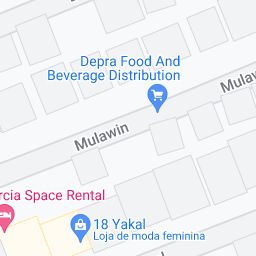 Depra Food And
Beverage Distribution
Mulaw
Mulawin
rcia Space Rental
18 Yakal
Loja de moda feminina